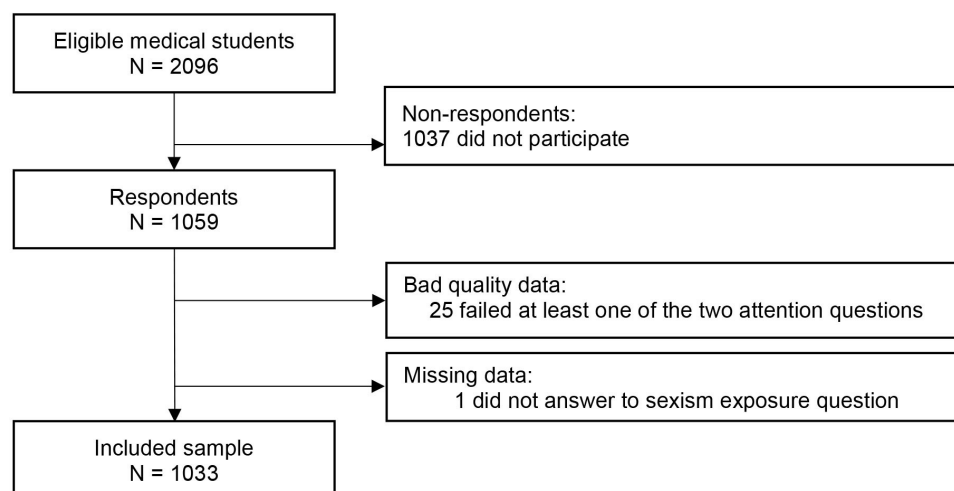 Eligible medical students
N = 2096
Non-respondents:
1037 did not participate
Respondents
N = 1059
Bad quality data:
25 failed at least one of the two attention questions
Missing data:
1 did not answer to sexism exposure question
Included sample
N = 1033